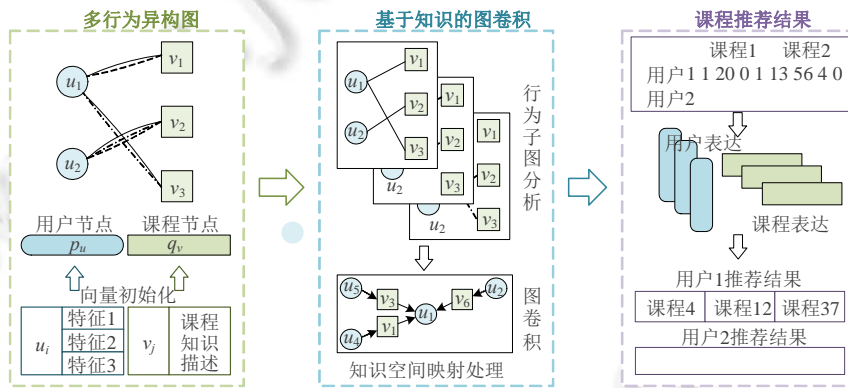 多行为异构图
u1
u2
v1
v2
v3
用户节点
课程节点
pu
qv
向量初始化
ui
特征1
特征2
特征3
vj
课程
知识
描述
基于知识的图卷积
u1
u2
v1
v2
v3
u2
v1
v2
v3
u2
v1
v2
v3
行为子图分析
u5
v3
u1
v6
u2
u4
v1
图卷积
知识空间映射处理
课程推荐结果
课程1 课程2
用户1 1 20 0 1 13 56 4 0
用户2
用户表达
课程表达
用户1推荐结果
课程4 课程12 课程37
用户2推荐结果